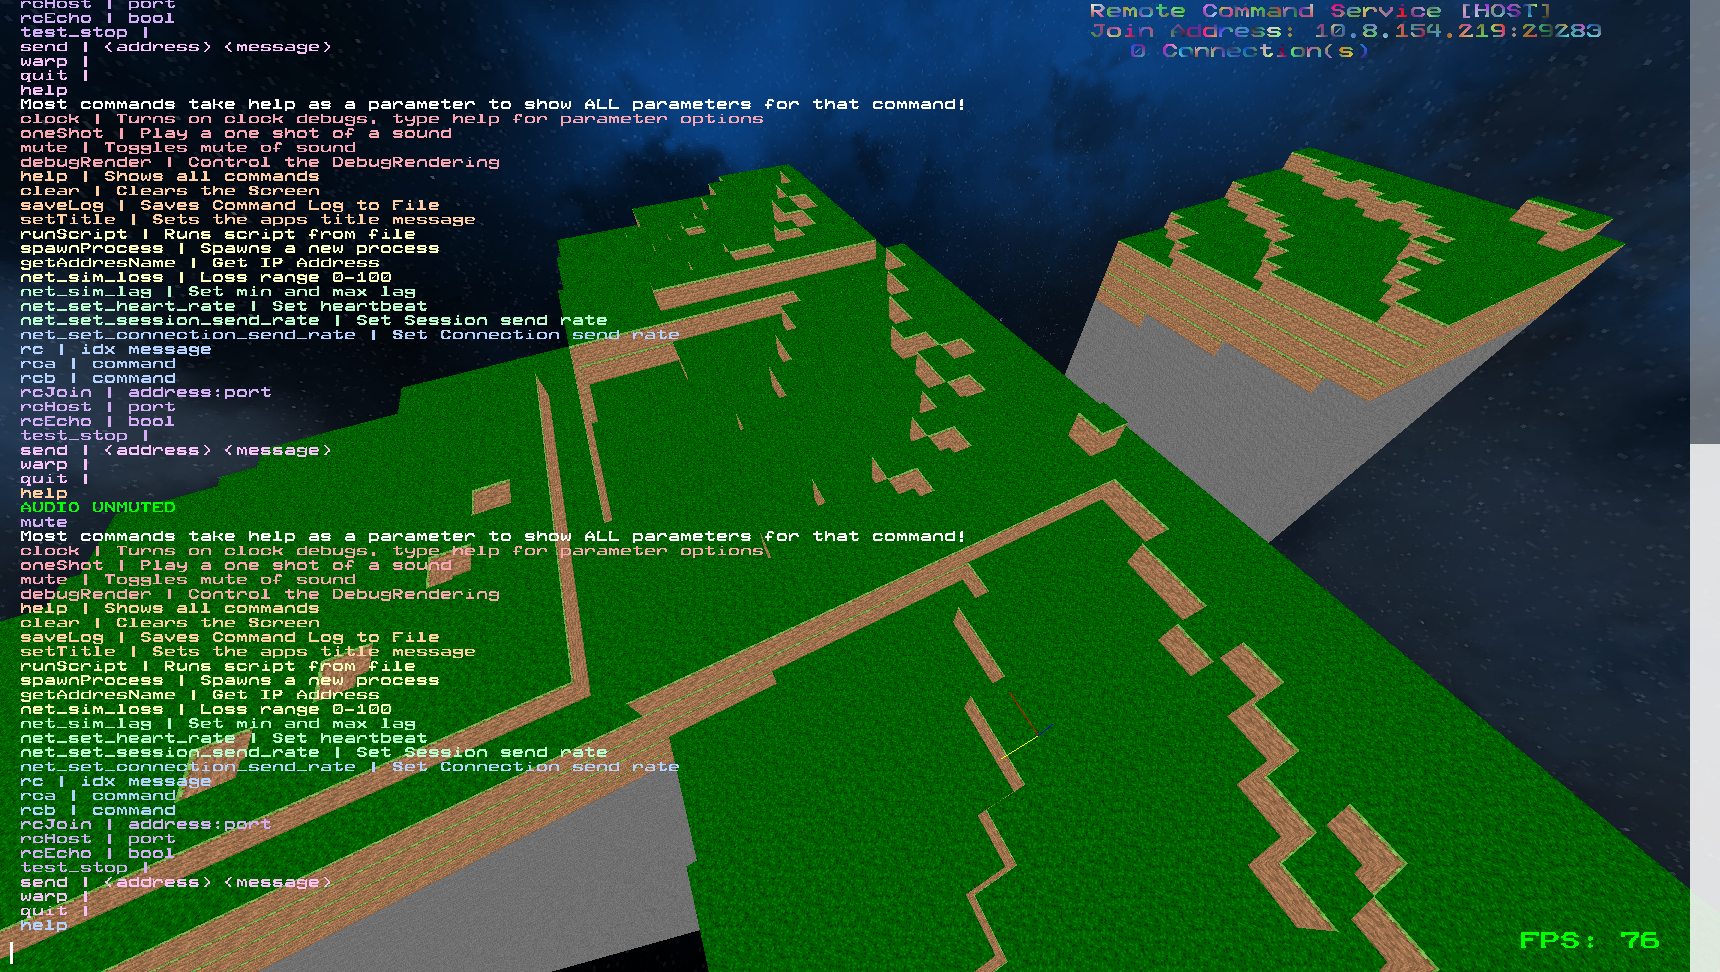 rcHost | port
rcEcho | bool
test_stop |
send | <address> <message>
warp |
quit |
help
Most commands take help as a parameter to show ALL parameters for that command!
clock | Turns on clock debugs, type help for parameter options
oneShot | Play a one shot of a sound
mute | Toggles mute of sound
debugRender | Control the DebugRendering
help | Shows all commands
clear | Clears the Screen
saveLog | Saves Command Log to File
setTitle | Sets the apps title message
runScript | Runs script from file
spawnProcess | Spawns a new process
getAddresName | Get IP Address
net_sim_loss | Loss range 0-100
net_sim_lag | Set min and max lag
net_set_heart_rate | Set heartbeat
net_set_session_send_rate | Set Session send rate
net_set_connection_send_rate | Set Connection send rate
rc | idx message
rca | command
rcb | command
rcJoin | address:port
rcHost | port
rcEcho | bool
test_stop |
send | <address> <message>
warp |
quit |
help
AUDIO UNMUTED
mute
Most commands take help as a parameter to show ALL parameters for that command!
clock | Turns on clock debugs, type help for parameter options
oneShot | Play a one shot of a sound
mute | Toggles mute of sound
debugRender | Control the DebugRendering
help | Shows all commands
clear | Clears the Screen
saveLog | Saves Command Log to File
setTitle | Sets the apps title message
runScript | Runs script from file
spawnProcess | Spawns a new process
getAddresName | Get IP Address
net_sim_loss | Loss range 0-100
net_sim_lag | Set min and max lag
net_set_heart_rate | Set heartbeat
net_set_session_send_rate | Set Session send rate
net_set_connection_send_rate | Set Connection send rate
rc | idx message
rca | command
rcb | command
rcJoin | address:port
rcHost | port
rcEcho | bool
test_stop |
send | <address> <message>
warp |
quit |
help
Remote Command Service [HOST]
Join Address: 10.8.154.219:29283
0 Connection(s)
FPS: 76